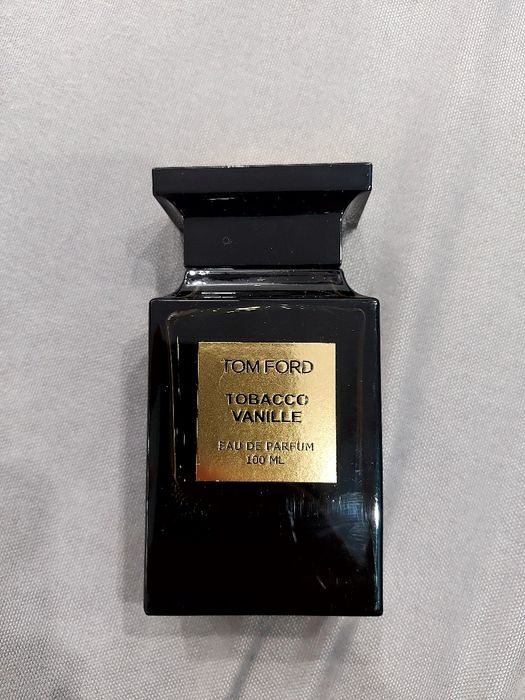 TOM FORD
TOBACCO
VANILLE
EAU DE PARFUM
100 ML